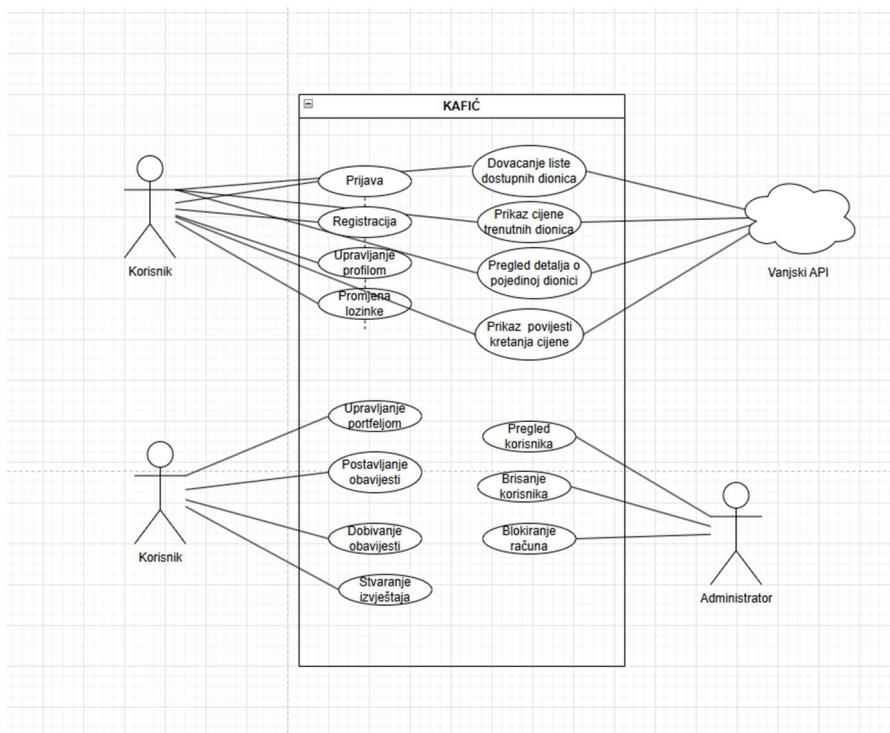 KAFIĆ
Prijava
Registracija
Upravljanje
profilom
Promjena
lozinke
Dovacanje liste
dostupnih dionica
Prikaz cijene
trenutnih dionica
Pregled detalja o
pojedinoj dionici
Prikaz povijesti
kretanja cijene
Korisnik
Vanjski API
Upravljanje
portfeljom
Postavljanje
obavijesti
Dobivanje
obavijesti
Stvaranje
izvještaja
Pregled
korisnika
Brisanje
korisnika
Blokiranje
računa
Korisnik
Administrator